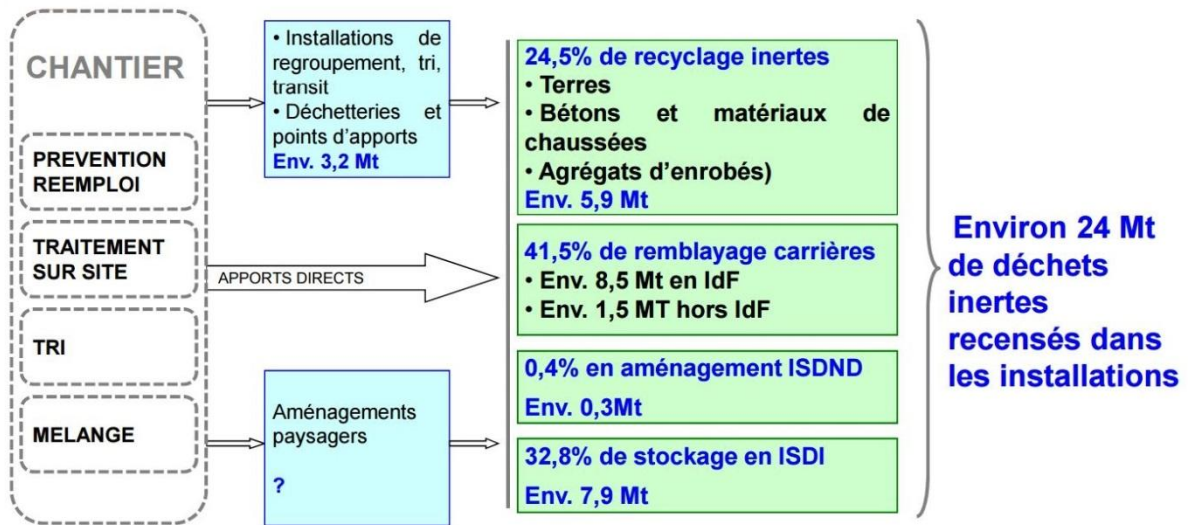 CHANTIER
PREVENTION
REEMPLOI
TRAITEMENT
SUR SITE
TRI
MELANGE
• Installations de
regroupement, tri,
transit
• Déchetteries et
points d'apports
Env. 3,2 Mt
APPORTS DIRECTS
Aménagements
paysagers
?
24,5% de recyclage inertes
• Terres
• Bétons et matériaux de
chaussées
• Agrégats d'enrobés)
Env. 5,9 Mt
41,5% de remblayage carrières
• Env. 8,5 Mt en IdF
• Env. 1,5 MT hors IdF
0,4% en aménagement ISDND
Env. 0,3Mt
32,8% de stockage en ISDI
Env. 7,9 Mt
Environ 24 Mt
de déchets
inertes
recensés dans
les installations